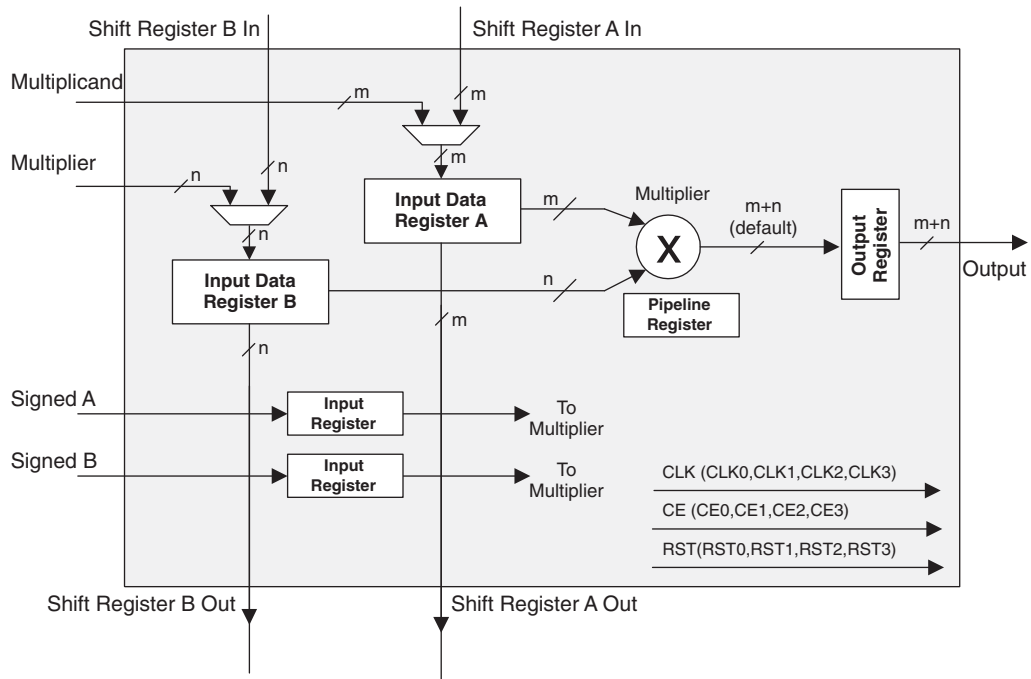 Shift Register B In
Shift Register A In
Multiplicand
m
m
Multiplier
n
n
m
Input Data
Register A
m
Multiplier
X
m+n
(default)
Output
Register
m+n
Output
n
Input Data
Register B
n
Pipeline
Register
m
n
Signed A
Input
Register
To
Multiplier
Signed B
Input
Register
To
Multiplier
CLK (CLK0,CLK1,CLK2,CLK3)
CE (CE0,CE1,CE2,CE3)
RST(RST0,RST1,RST2,RST3)
Shift Register B Out
Shift Register A Out